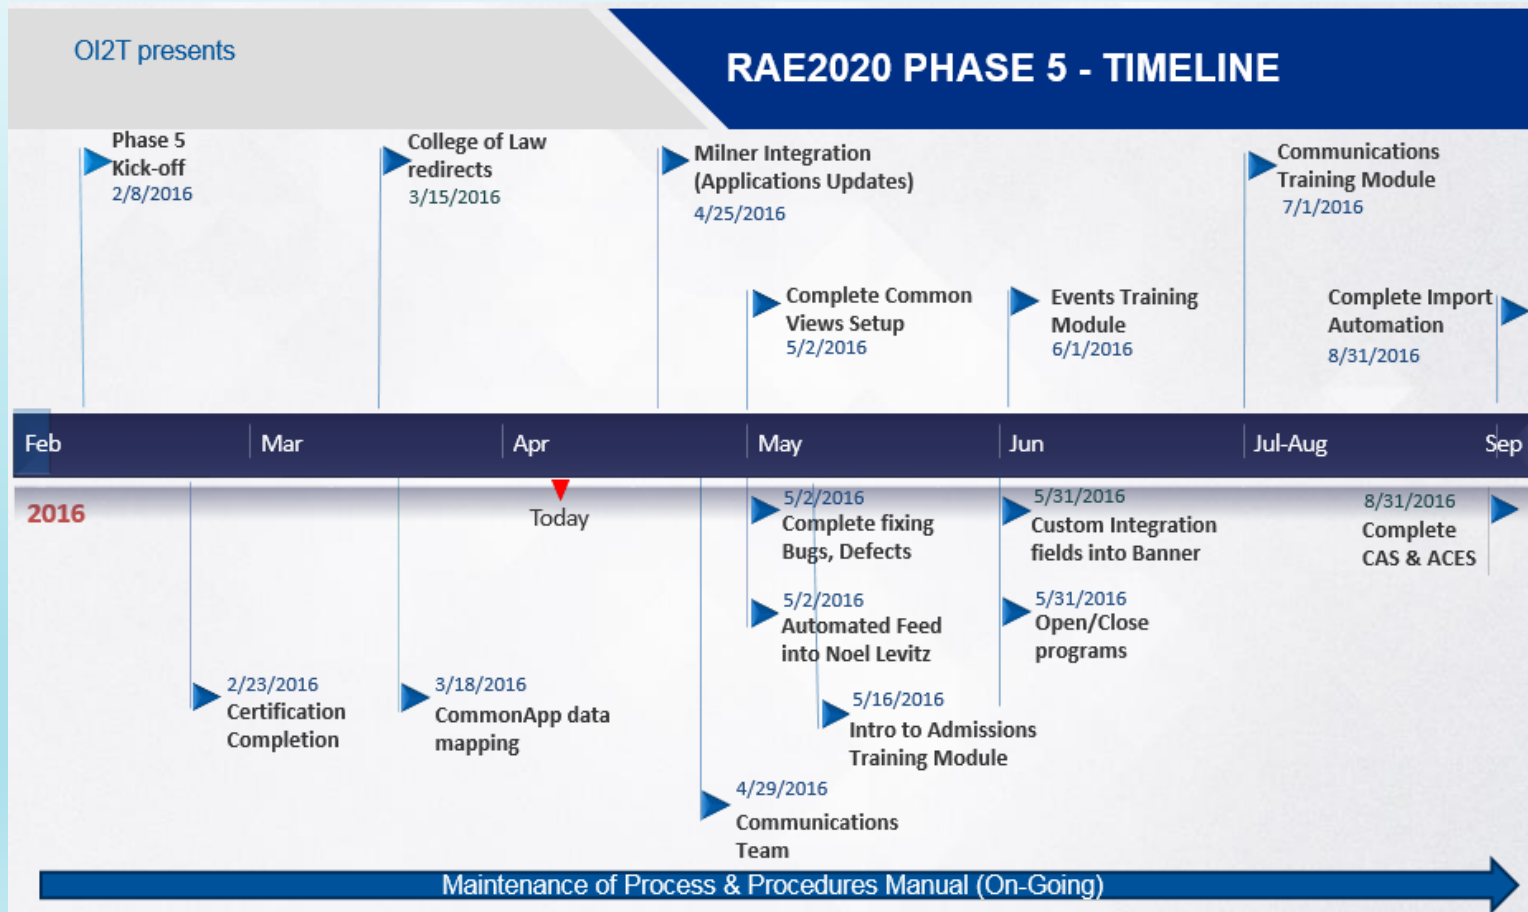 OI2T presents
RAE2020 PHASE 5 - TIMELINE
Phase 5
Kick-off
2/8/2016
College of Law
redirects
3/15/2016
Milner Integration
(Applications Updates)
4/25/2016
Communications
Training Module
7/1/2016
Complete Common
Views Setup
5/2/2016
Events Training
Module
6/1/2016
Complete Import
Automation
8/31/2016
Feb
Mar
Apr
May
Jun
Jul-Aug
Sep
2016
Today
5/2/2016
Complete fixing
Bugs, Defects
5/31/2016
Custom Integration
fields into Banner
8/31/2016
Complete
CAS & ACES
5/2/2016
Automated Feed
into Noel Levitz
5/31/2016
Open/Close
programs
2/23/2016
Certification
Completion
3/18/2016
CommonApp data
mapping
5/16/2016
Intro to Admissions
Training Module
4/29/2016
Communications
Team
Maintenance of Process & Procedures Manual (On-Going)